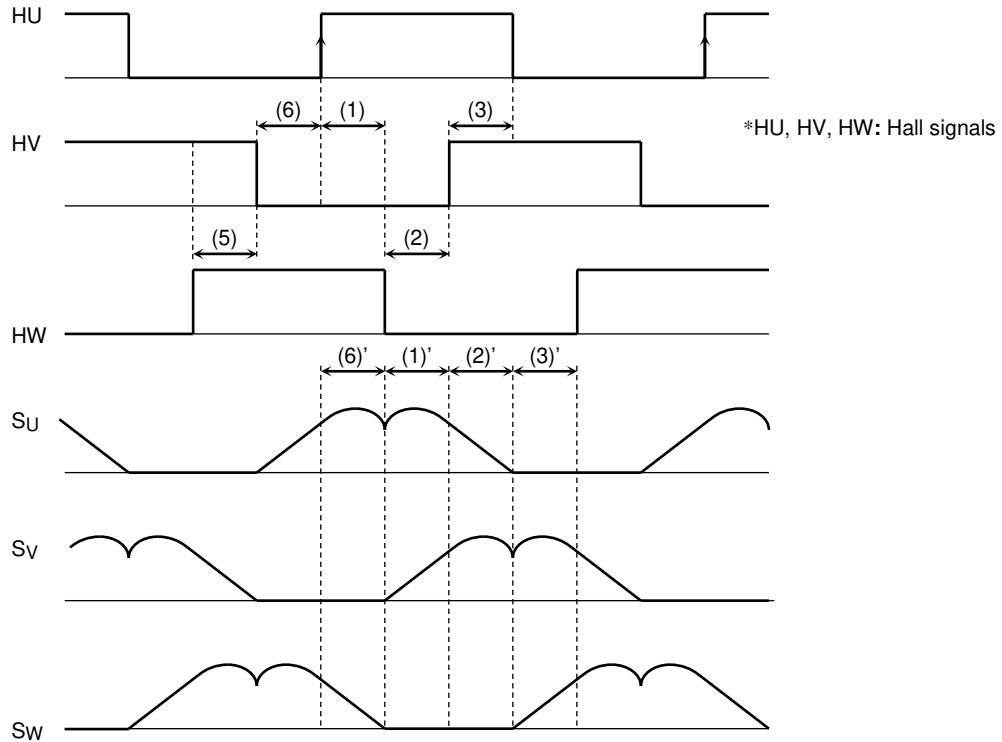 HU
(6) (1) (3)
*HU, HV, HW: Hall signals
HV
(5) (2)
HW
(6)’ (1)’ (2)’ (3)’
SU
SV
SW